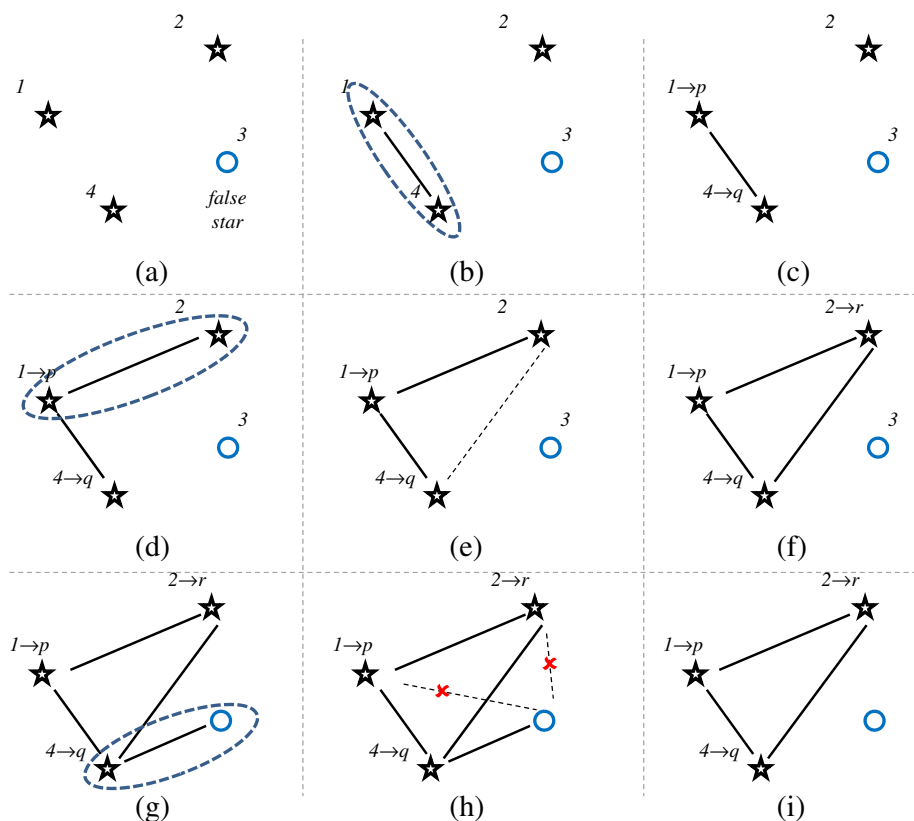 2
1
3
4
false
star
(a)
2
1
3
4
(b)
2
1→p
3
4→q
(c)
2
1→p
3
4→q
(d)
2
1→p
3
4→q
(e)
2→r
1→p
3
4→q
(f)
2→r
1→p
4→q
(g)
2→r
1→p
4→q
(h)
2→r
1→p
4→q
(i)